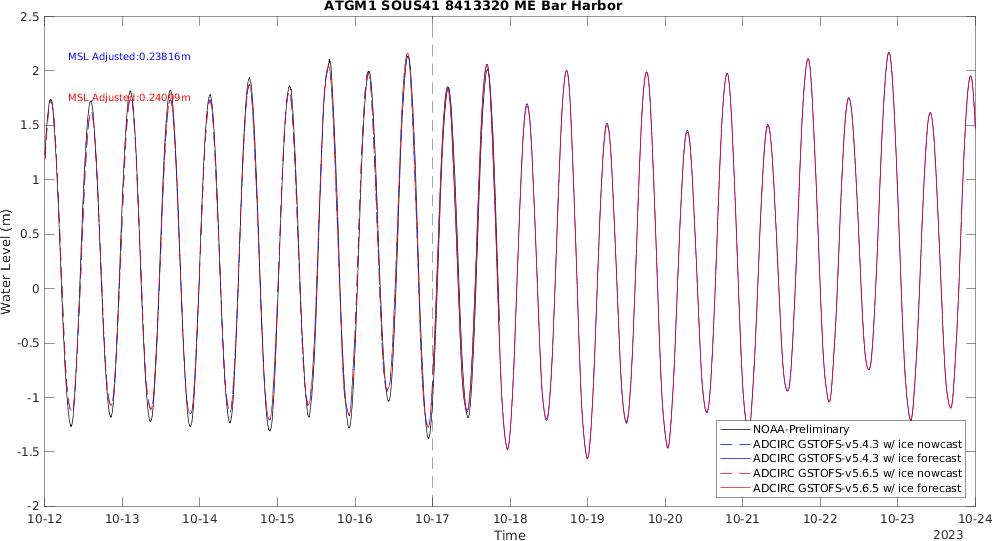 ATGM1 SOUS41 8413320 ME Bar Harbor
2.5
2
1.5
1
0.5
0
-0.5
-1
-1.5
-2
Water Level (m)
MSL Adjusted:0.23816m
MSL Adjusted:0.24099m
NOAA-Preliminary
ADCIRC GSTOFS-v5.4.3 w/ ice nowcast
ADCIRC GSTOFS-v5.4.3 w/ ice forecast
ADCIRC GSTOFS-v5.6.5 w/ ice nowcast
ADCIRC GSTOFS-v5.6.5 w/ ice forecast
10-12 10-13 10-14 10-15 10-16 10-17 10-18 10-19 10-20 10-21 10-22 10-23 10-24
Time
2023